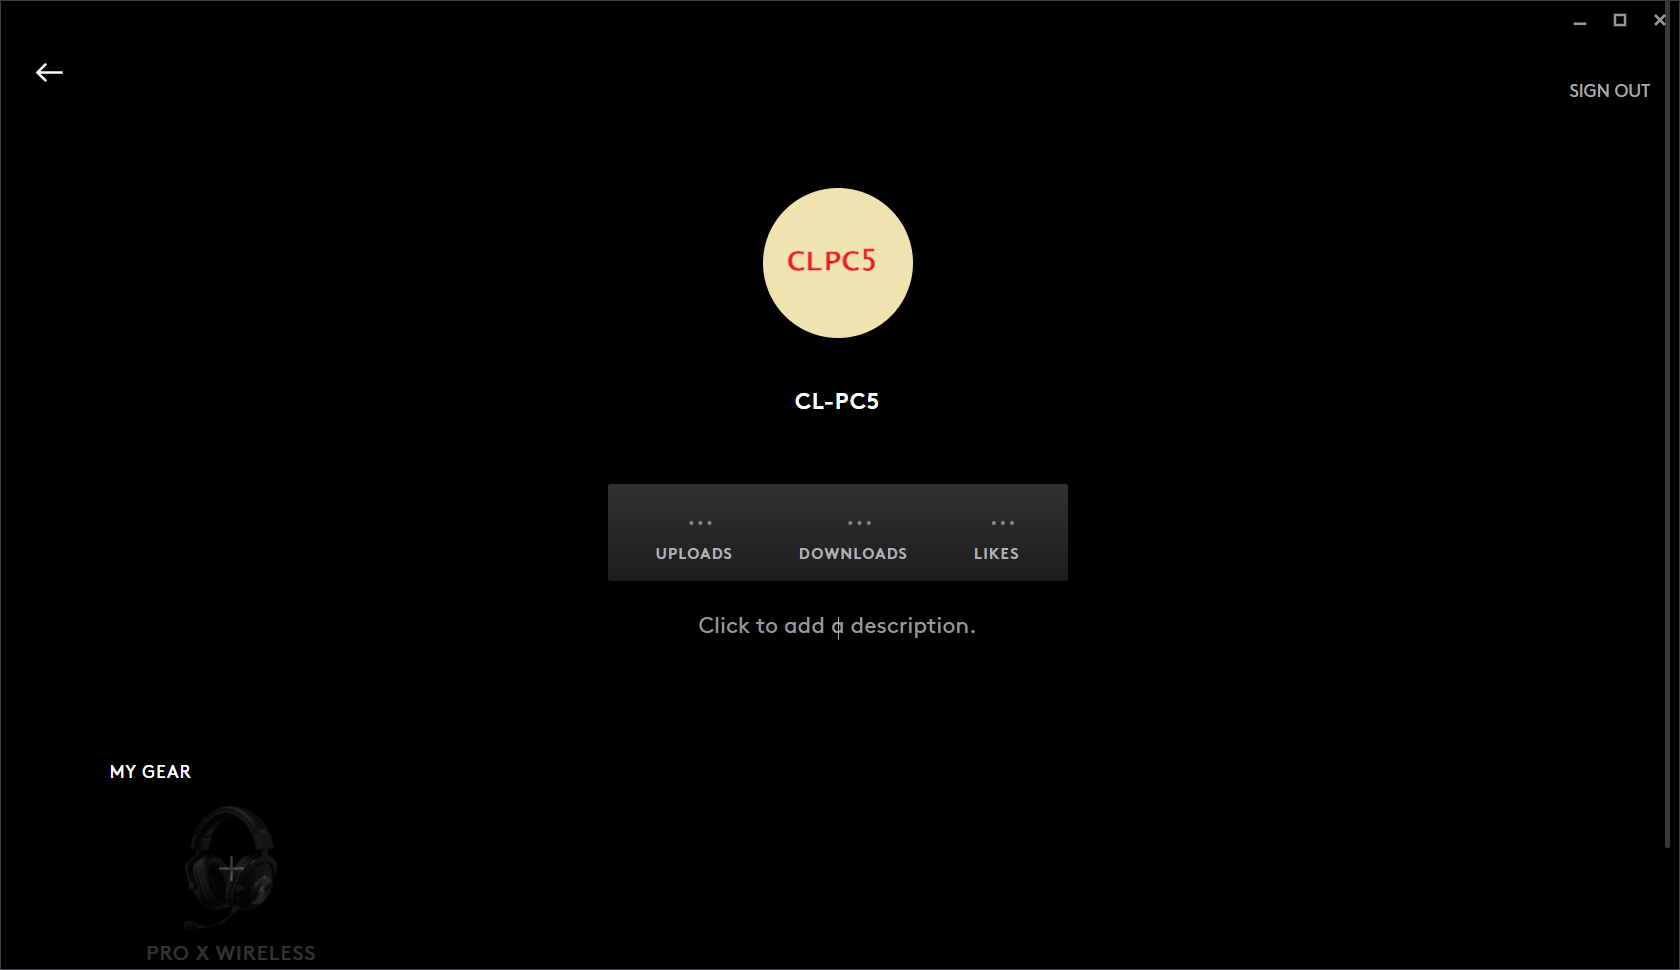 SIGN OUT
CLPC5
CL-PC5
... ... ...
UPLOADS DOWNLOADS LIKES
Click to add a description.
MY GEAR
PRO X WIRELESS